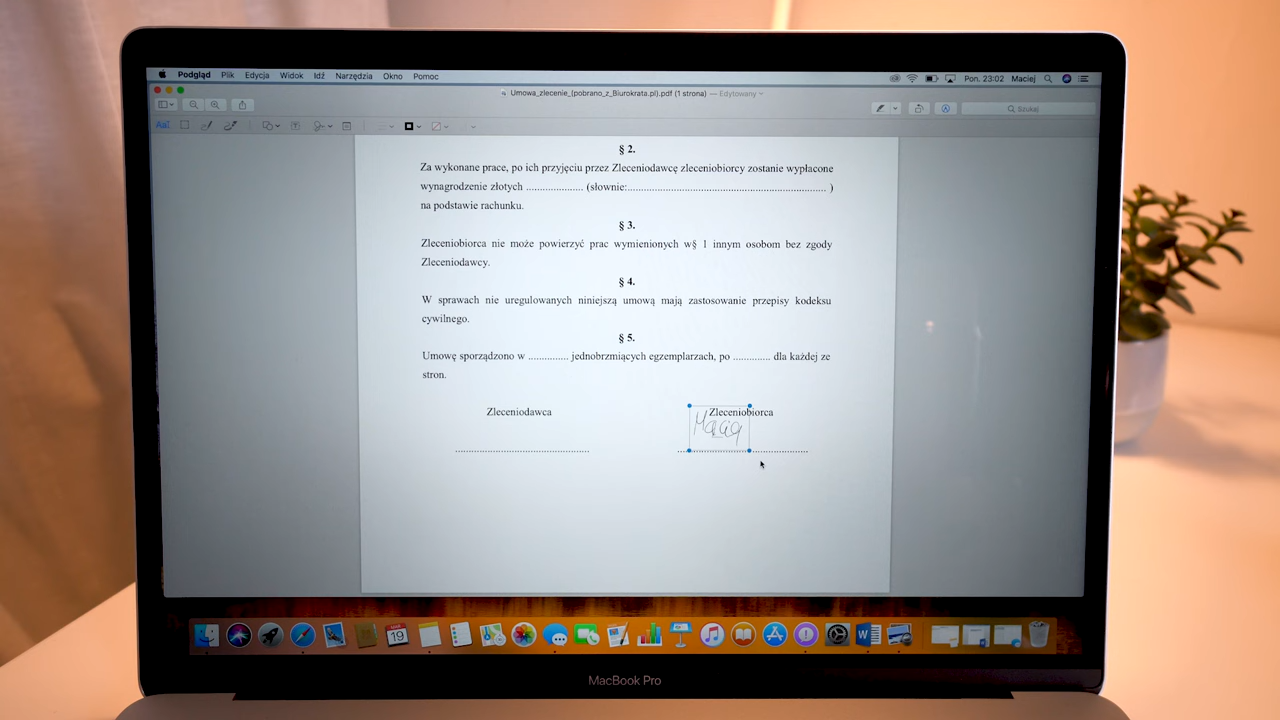 Podgląd Plik Edycja Widok Idź Narzędzia Okno Pomoc
Pon. 23:02 Maciej
Umowa_zlecenie_(pobrano_z_Biurokrata.pl).pdf (1 strona) — Edytowany
Szukaj
§ 2.
Za wykonane prace, po ich przyjęciu przez Zleceniodawcę zleceniobiorcy zostanie wypłacone
wynagrodzenie złotych ..................... (słownie:.......................................................................... )
na podstawie rachunku.
§ 3.
Zleceniobiorca nie może powierzyć prac wymienionych w§ 1 innym osobom bez zgody
Zleceniodawcy.
§ 4.
W sprawach nie uregulowanych niniejszą umową mają zastosowanie przepisy kodeksu
cywilnego.
§ 5.
Umowę sporządzono w ............... jednobrzmiących egzemplarzach, po .............. dla każdej ze
stron.
Zleceniodawca Zleceniobiorca
.................................................. ..................................................
19
MacBook Pro